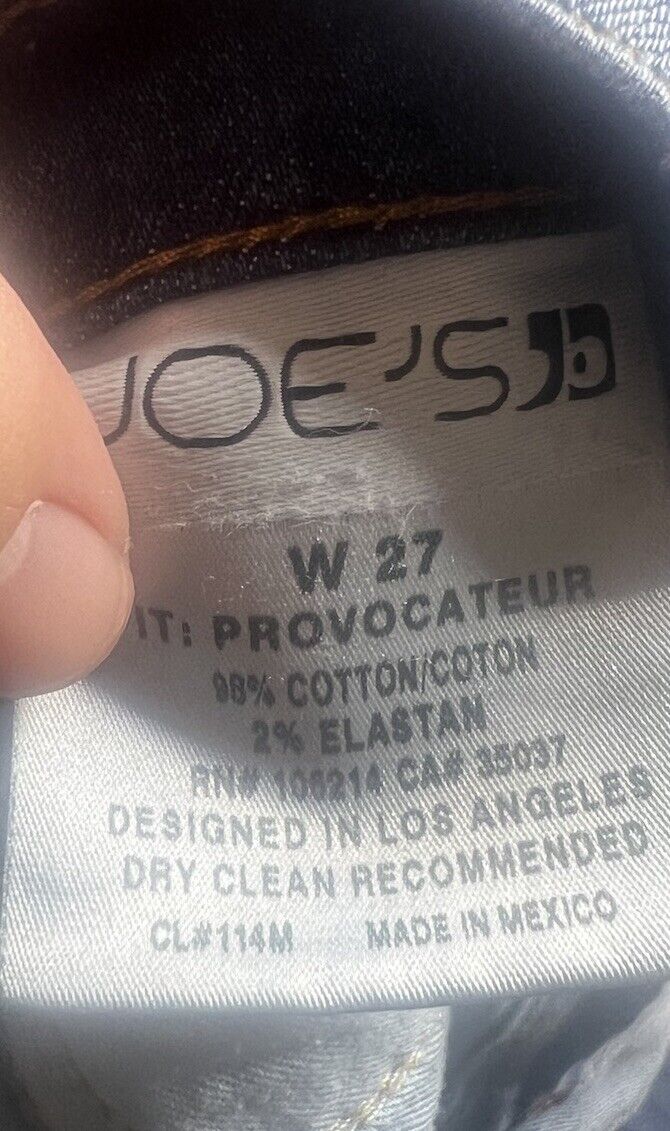 JOE'S
W 27
IT: PROVOCATEUR
98% COTTON/COTON
2% ELASTAN
RN# 106214 CA# 35037
DESIGNED IN LOS ANGELES
DRY CLEAN RECOMMENDED
CL#114M MADE IN MEXICO